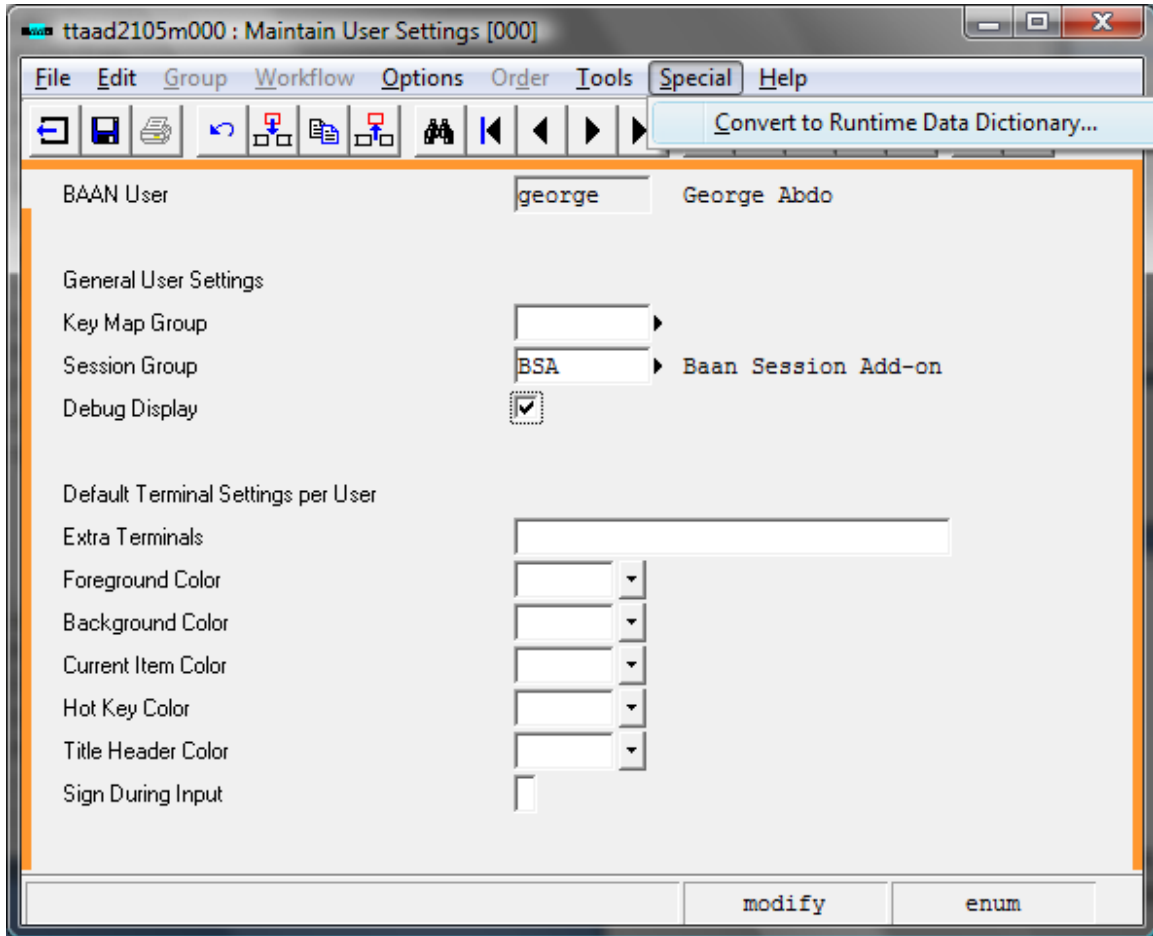 ttaad2105m000 : Maintain User Settings [000]
File Edit Group Workflow Options Order Tools Special Help
Convert to Runtime Data Dictionary...
BAAN User george George Abdo
General User Settings
Key Map Group
Session Group BSA Baan Session Add-on
Debug Display
Default Terminal Settings per User
Extra Terminals
Foreground Color
Background Color
Current Item Color
Hot Key Color
Title Header Color
Sign During Input
modify enum